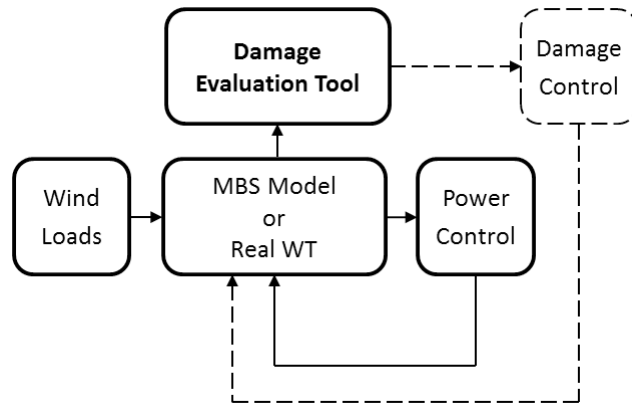 Damage
Evaluation Tool
Damage
Control
Wind
Loads
MBS Model
or
Real WT
Power
Control